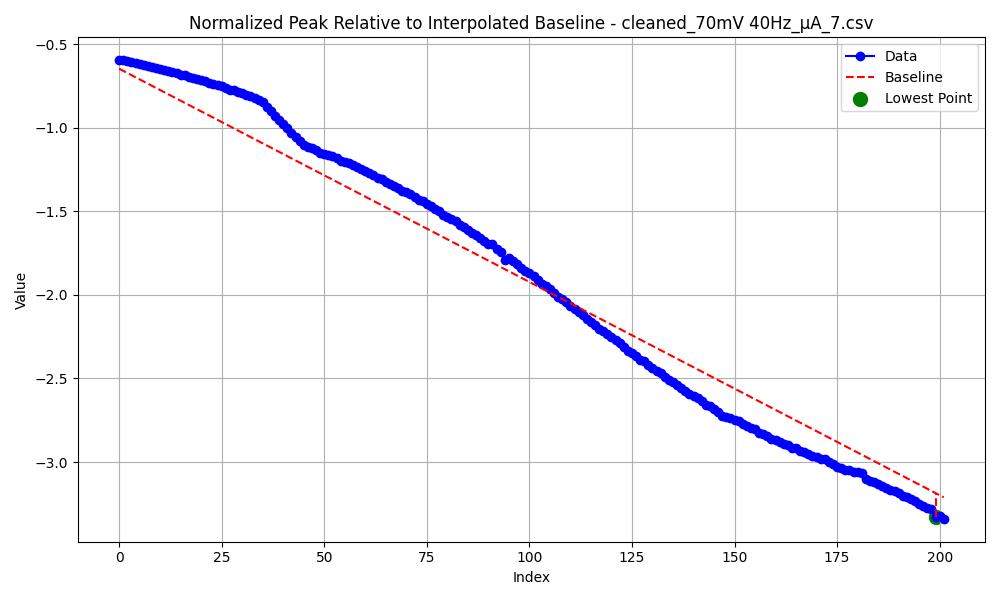 Normalized Peak Relative to Interpolated Baseline - cleaned_70mV 40Hz_μA_7.csv
Data
Baseline
Lowest Point
−0.5
−1.0
−1.5
−2.0
−2.5
−3.0
Value
0
25
50
75
100
125
150
175
200
Index